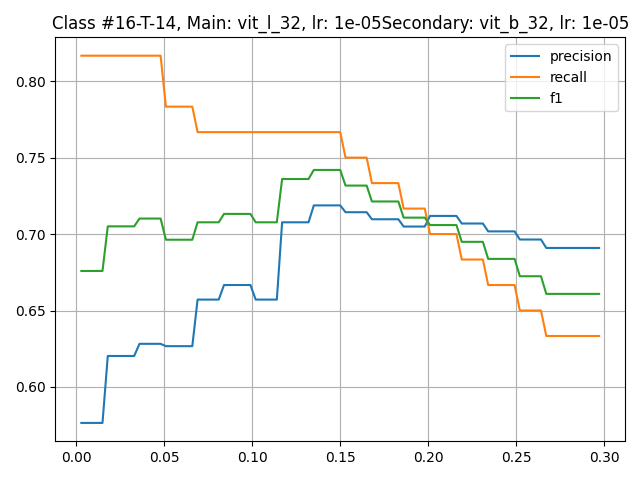 Class #16-T-14, Main: vit_l_32, lr: 1e-05Secondary: vit_b_32, lr: 1e-05
precision
recall
f1
0.80
0.75
0.70
0.65
0.60
0.00 0.05 0.10 0.15 0.20 0.25 0.30